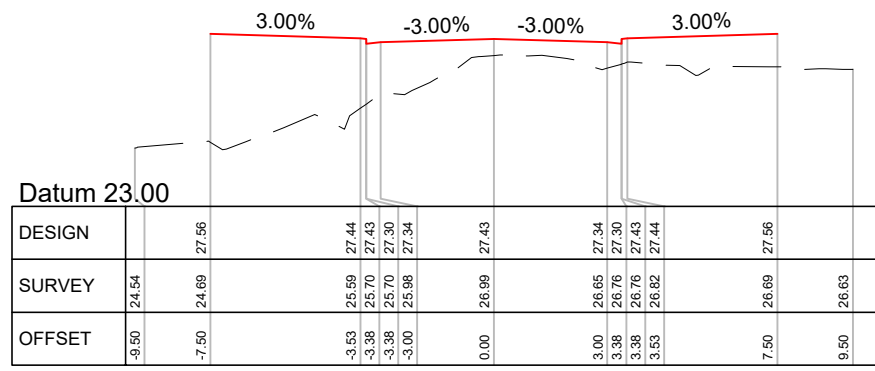 3.00% -3.00% -3.00% 3.00%
Datum 23.00
DESIGN 27.56 27.44 27.43 27.30 27.34 27.43 27.34 27.30 27.43 27.44 27.56
SURVEY 24.54 24.69 25.59 25.70 25.70 25.98 26.99 26.65 26.76 26.76 26.82 26.69 26.63
OFFSET -9.50 -7.50 -3.53 -3.38 -3.38 -3.00 0.00 3.00 3.38 3.38 3.53 7.50 9.50